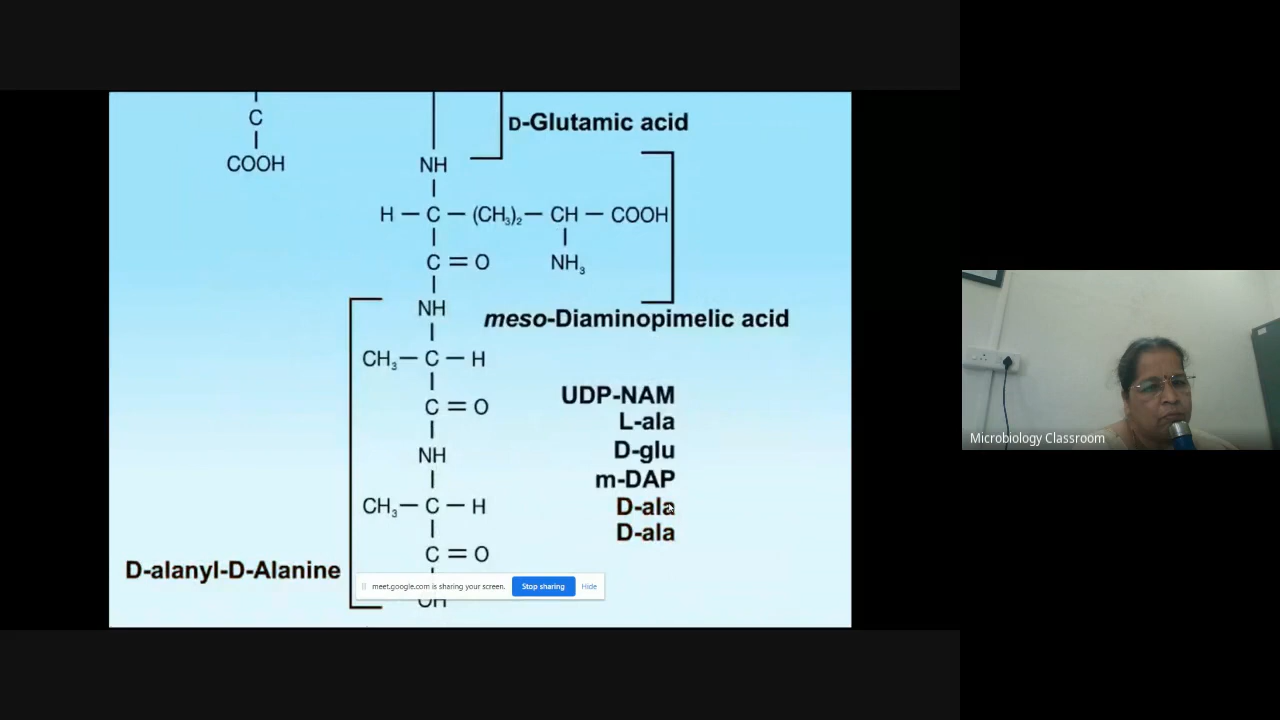 C
COOH
D-Glutamic acid
NH
H — C — (CH₃)₂ — CH — COOH
C = O
NH₃
NH
meso-Diaminopimelic acid
CH₃ — C — H
C = O
NH
CH₃ — C — H
C = O
OH
UDP-NAM
L-ala
D-glu
m-DAP
D-ala
D-ala
D-alanyl-D-Alanine
meet.google.com is sharing your screen. Stop sharing Hide
Microbiology Classroom